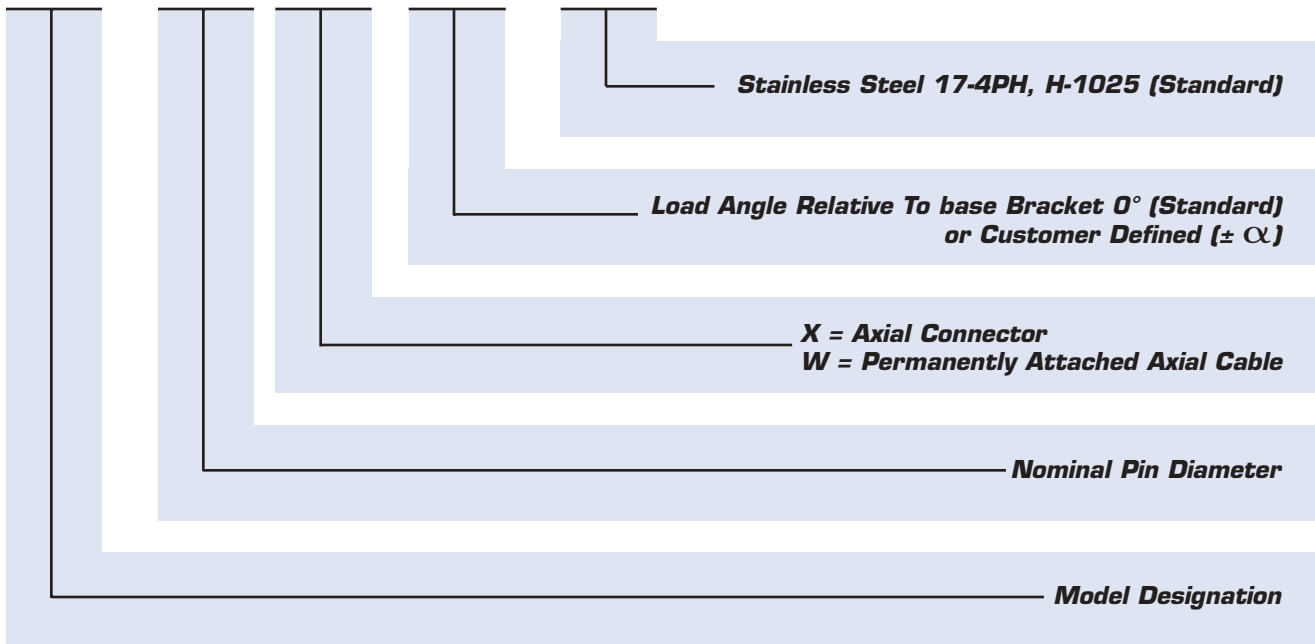 Stainless Steel 17-4PH, H-1025 (Standard)
Load Angle Relative To base Bracket 0° (Standard)
or Customer Defined (± α)
X = Axial Connector
W = Permanently Attached Axial Cable
Nominal Pin Diameter
Model Designation